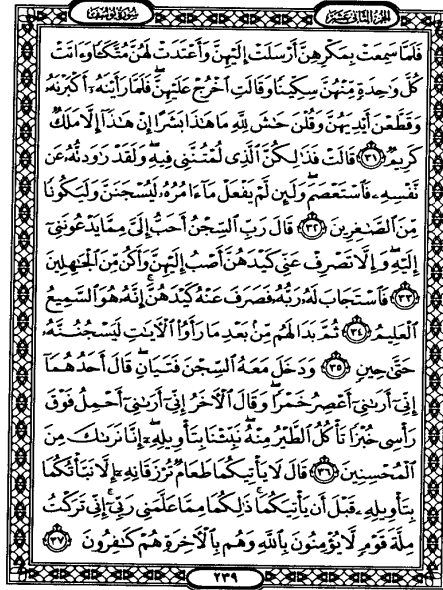 الجزء الثاني عشر
سورة يوسف
فَلَمَّا سَمِعَتْ بِمَكْرِهِنَّ أَرْسَلَتْ إِلَيْهِنَّ وَأَعْتَدَتْ لَهُنَّ مُتَّكَـًٔا وَءَاتَتْ
كُلَّ وَٰحِدَةٍ مِّنْهُنَّ سِكِّينًا وَقَالَتِ ٱخْرُجْ عَلَيْهِنَّ ۖ فَلَمَّا رَأَيْنَهُۥٓ أَكْبَرْنَهُۥ
وَقَطَّعْنَ أَيْدِيَهُنَّ وَقُلْنَ حَٰشَ لِلَّهِ مَا هَٰذَا بَشَرًا إِنْ هَٰذَآ إِلَّا مَلَكٌ
كَرِيمٌ ٣١ قَالَتْ فَذَٰلِكُنَّ ٱلَّذِى لُمْتُنَّنِى فِيهِ ۖ وَلَقَدْ رَٰوَدتُّهُۥ عَن
نَّفْسِهِۦ فَٱسْتَعْصَمَ ۖ وَلَئِن لَّمْ يَفْعَلْ مَآ ءَامُرُهُۥ لَيُسْجَنَنَّ وَلَيَكُونًا
مِّنَ ٱلصَّٰغِرِينَ ٣٢ قَالَ رَبِّ ٱلسِّجْنُ أَحَبُّ إِلَىَّ مِمَّا يَدْعُونَنِىٓ
إِلَيْهِ ۖ وَإِلَّا تَصْرِفْ عَنِّى كَيْدَهُنَّ أَصْبُ إِلَيْهِنَّ وَأَكُن مِّنَ ٱلْجَٰهِلِينَ
٣٣ فَٱسْتَجَابَ لَهُۥ رَبُّهُۥ فَصَرَفَ عَنْهُ كَيْدَهُنَّ ۚ إِنَّهُۥ هُوَ ٱلسَّمِيعُ
ٱلْعَلِيمُ ٣٤ ثُمَّ بَدَا لَهُم مِّنۢ بَعْدِ مَا رَأَوُا۟ ٱلْءَايَٰتِ لَيَسْجُنُنَّهُۥ
حَتَّىٰ حِينٍ ٣٥ وَدَخَلَ مَعَهُ ٱلسِّجْنَ فَتَيَانِ ۖ قَالَ أَحَدُهُمَآ
إِنِّىٓ أَرَىٰنِىٓ أَعْصِرُ خَمْرًا ۖ وَقَالَ ٱلْءَاخَرُ إِنِّىٓ أَرَىٰنِىٓ أَحْمِلُ فَوْقَ
رَأْسِى خُبْزًا تَأْكُلُ ٱلطَّيْرُ مِنْهُ ۖ نَبِّئْنَا بِتَأْوِيلِهِۦٓ ۖ إِنَّا نَرَىٰكَ مِنَ
ٱلْمُحْسِنِينَ ٣٦ قَالَ لَا يَأْتِيكُمَا طَعَامٌ تُرْزَقَانِهِۦٓ إِلَّا نَبَّأْتُكُمَا
بِتَأْوِيلِهِۦ قَبْلَ أَن يَأْتِيَكُمَا ۚ ذَٰلِكُمَا مِمَّا عَلَّمَنِى رَبِّىٓ ۚ إِنِّى تَرَكْتُ
مِلَّةَ قَوْمٍ لَّا يُؤْمِنُونَ بِٱللَّهِ وَهُم بِٱلْءَاخِرَةِ هُمْ كَٰفِرُونَ ٣٧
٢٣٩